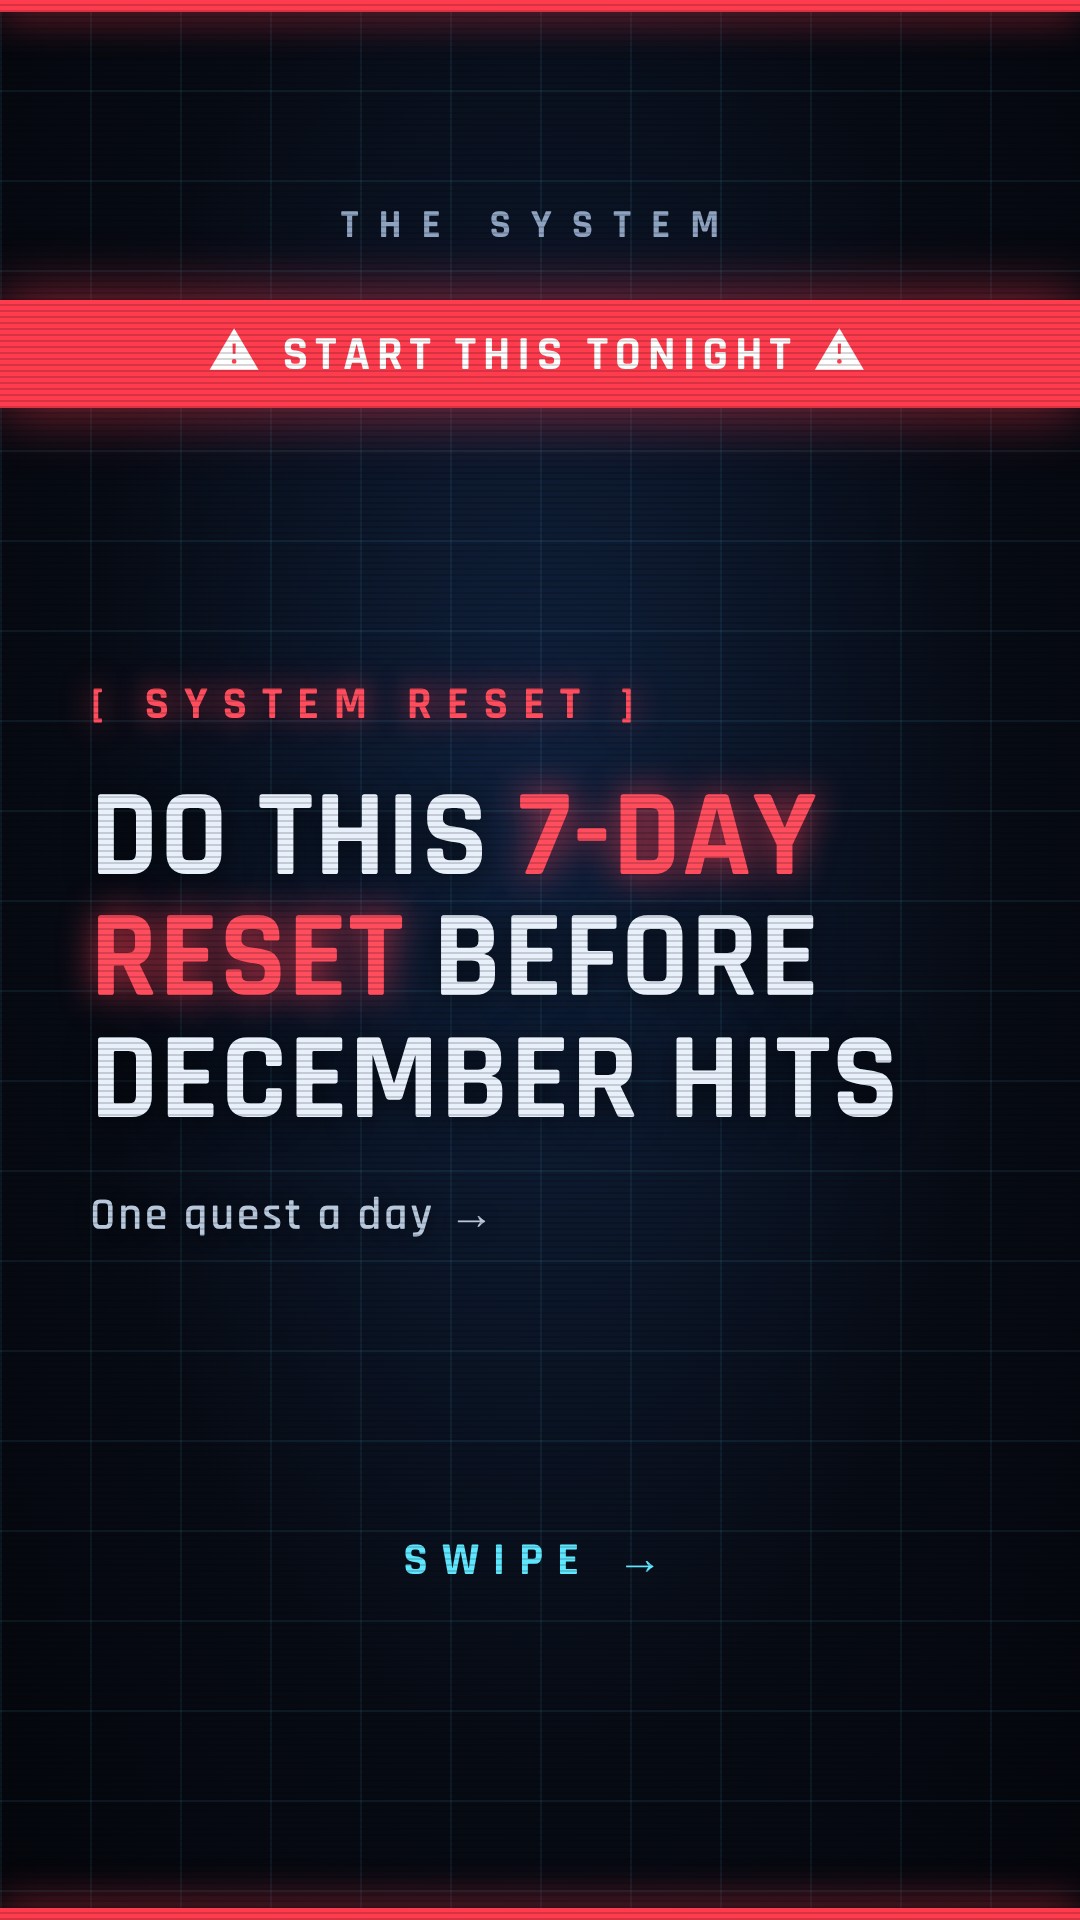 THE SYSTEM
⚠ START THIS TONIGHT ⚠
[ SYSTEM RESET ]
DO THIS 7-DAY
RESET BEFORE
DECEMBER HITS
One quest a day →
SWIPE →